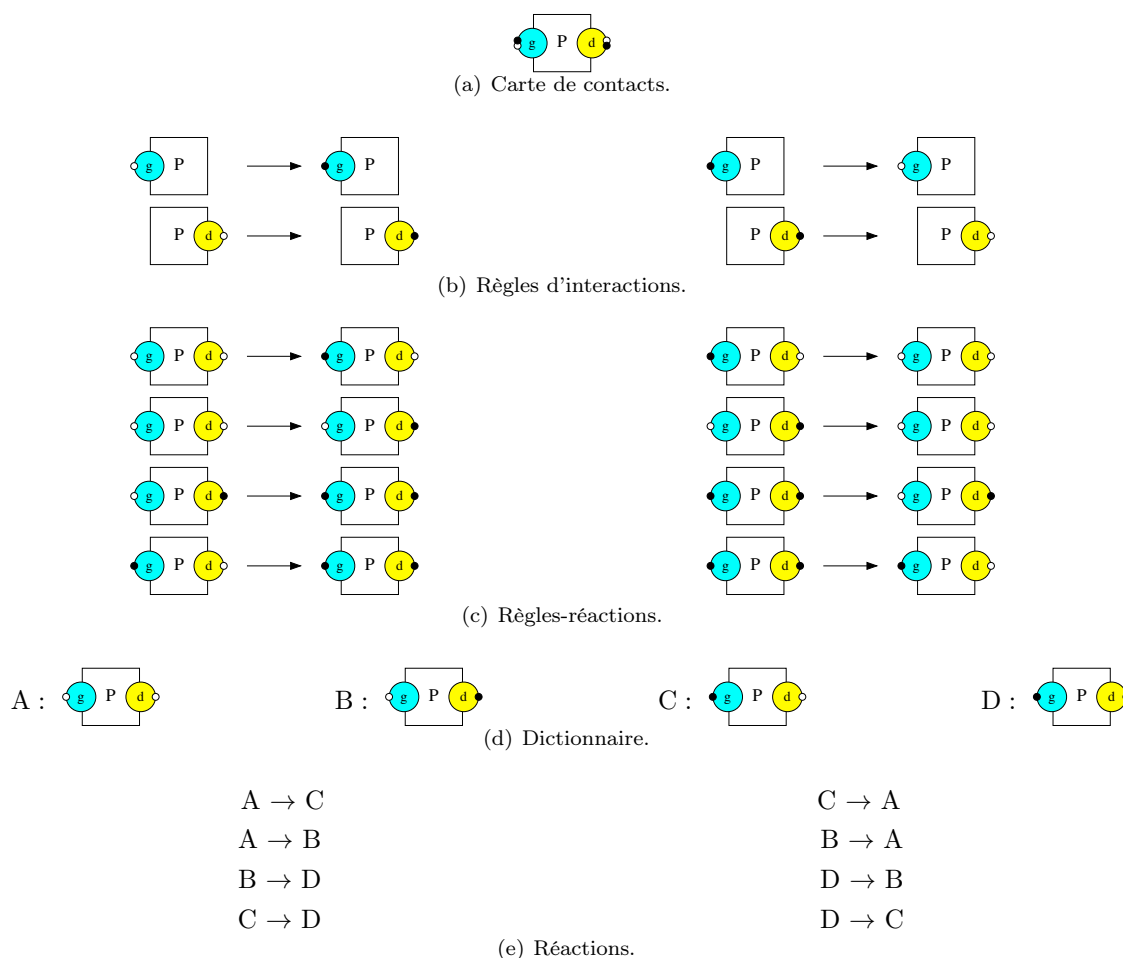 g P d
(a) Carte de contacts.
g P g P g P g P
P d P d P d P d
(b) Règles d'interactions.
g P d g P d g P d g P d
g P d g P d g P d g P d
g P d g P d g P d g P d
g P d g P d g P d g P d
(c) Règles-réactions.
A : g P d B : g P d C : g P d D : g P d
(d) Dictionnaire.
A → C C → A
A → B B → A
B → D D → B
C → D D → C
(e) Réactions.